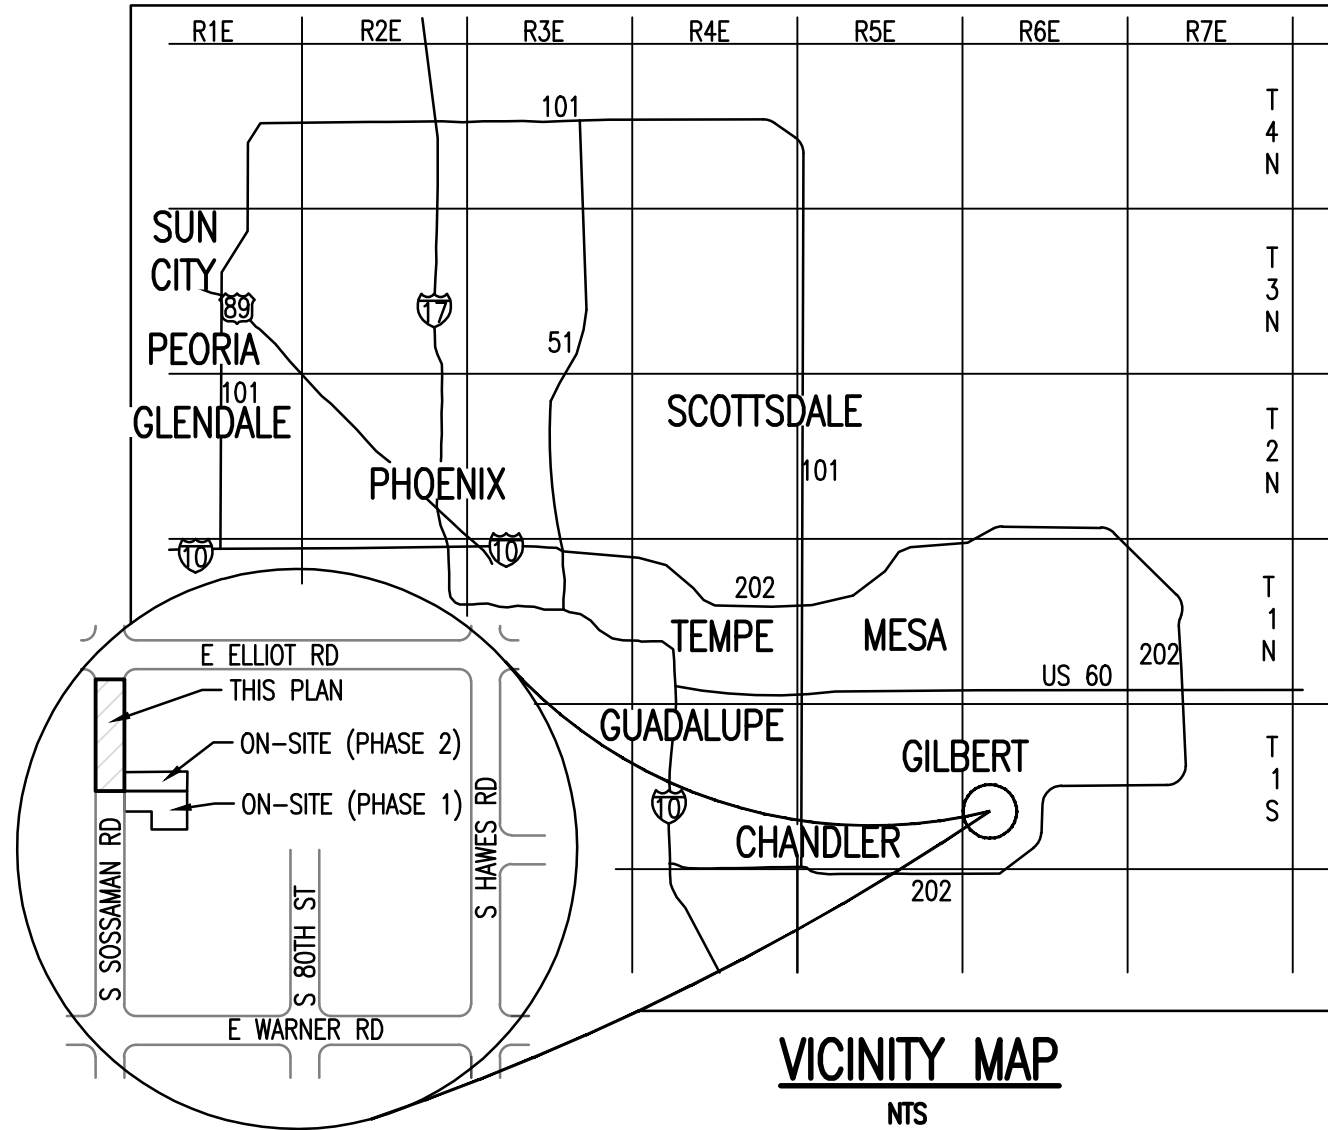 R1E R2E R3E R4E R5E R6E R7E
T
4
N
101
SUN
CITY
89
17
T
3
N
PEORIA
51
101
GLENDALE
SCOTTSDALE
T
2
N
101
PHOENIX
10
10
202
T
1
N
TEMPE
MESA
202
US 60
GUADALUPE
GILBERT
T
1
S
10
CHANDLER
202
E ELLIOT RD
THIS PLAN
ON-SITE (PHASE 2)
ON-SITE (PHASE 1)
S SOSSAMAN RD
S 80TH ST
S HAWES RD
E WARNER RD
VICINITY MAP
NTS